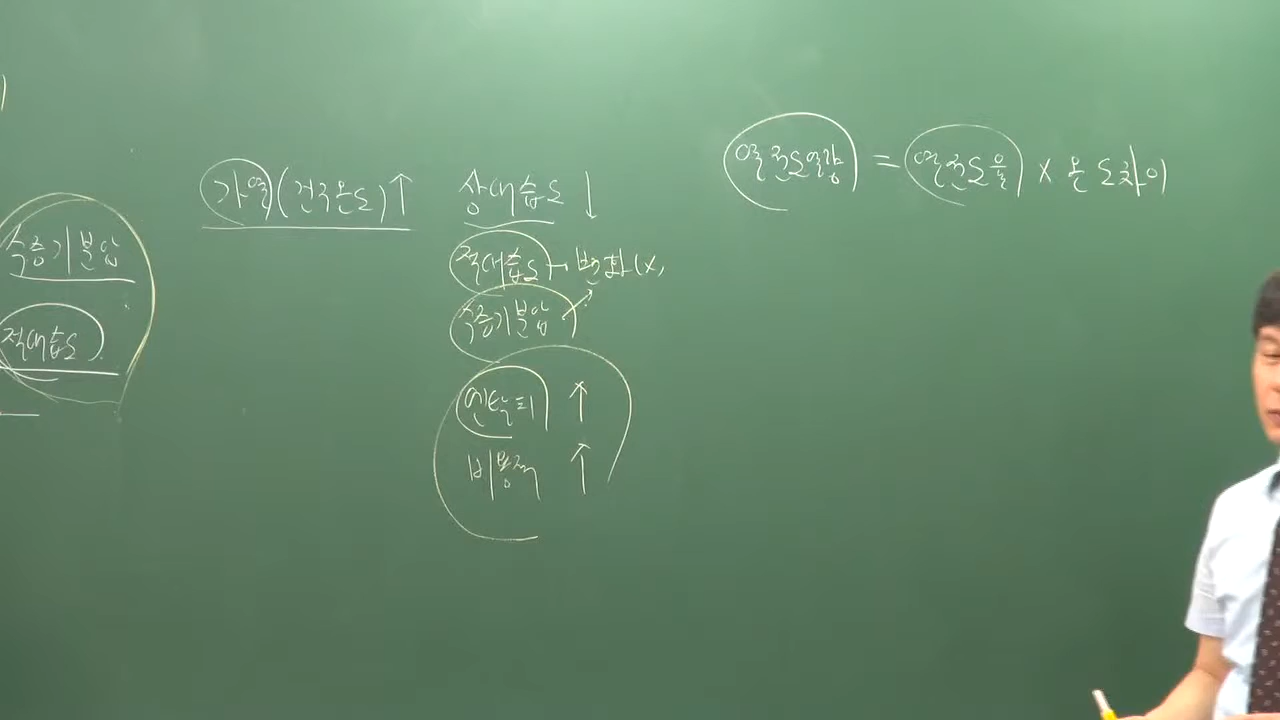 수증기분압
절대습도
가열(건구온도)↑
상대습도 ↓
절대습도 → 변화(x)
수증기분압
엔탈피 ↑
비용적 ↑
열전도열량 = 열전도율 x 온도차이